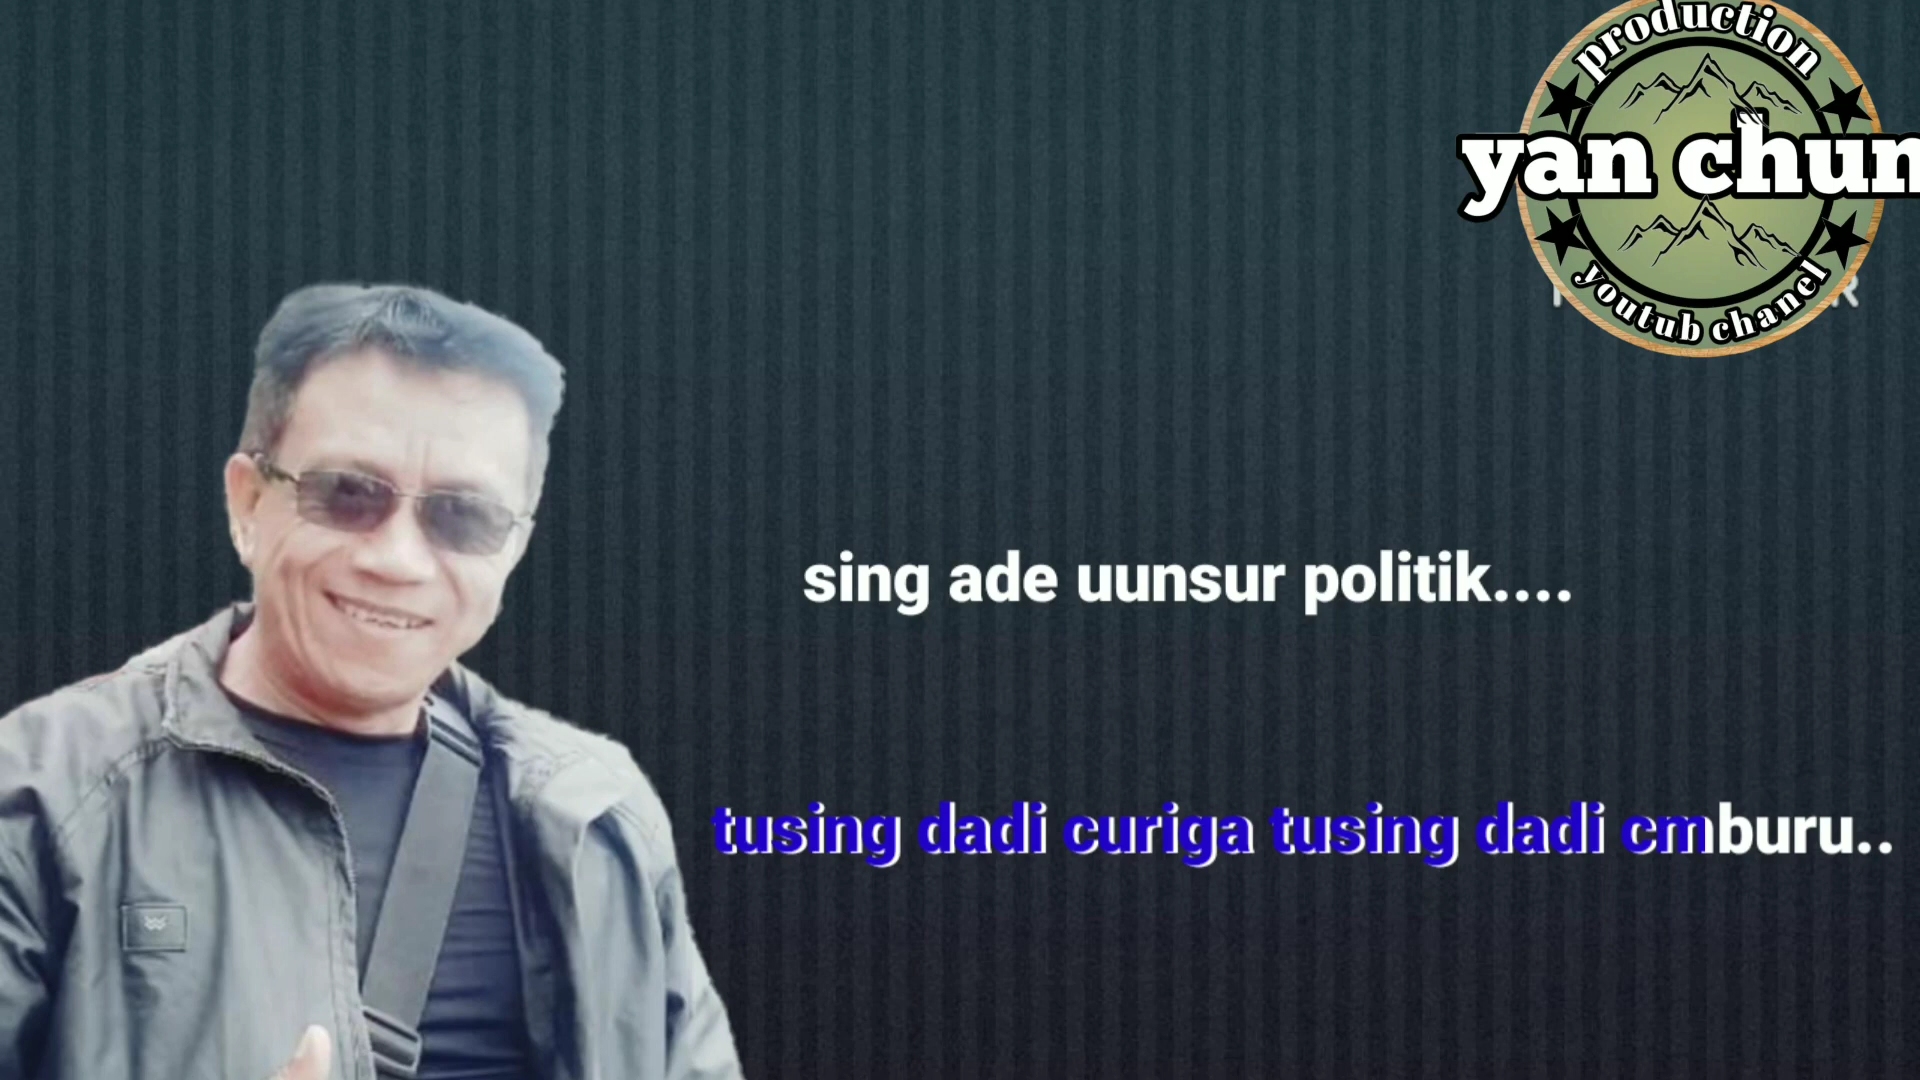 production
yan chun
youtub chanel
sing ade uunsur politik....
tusing dadi curiga tusing dadi cmburu..